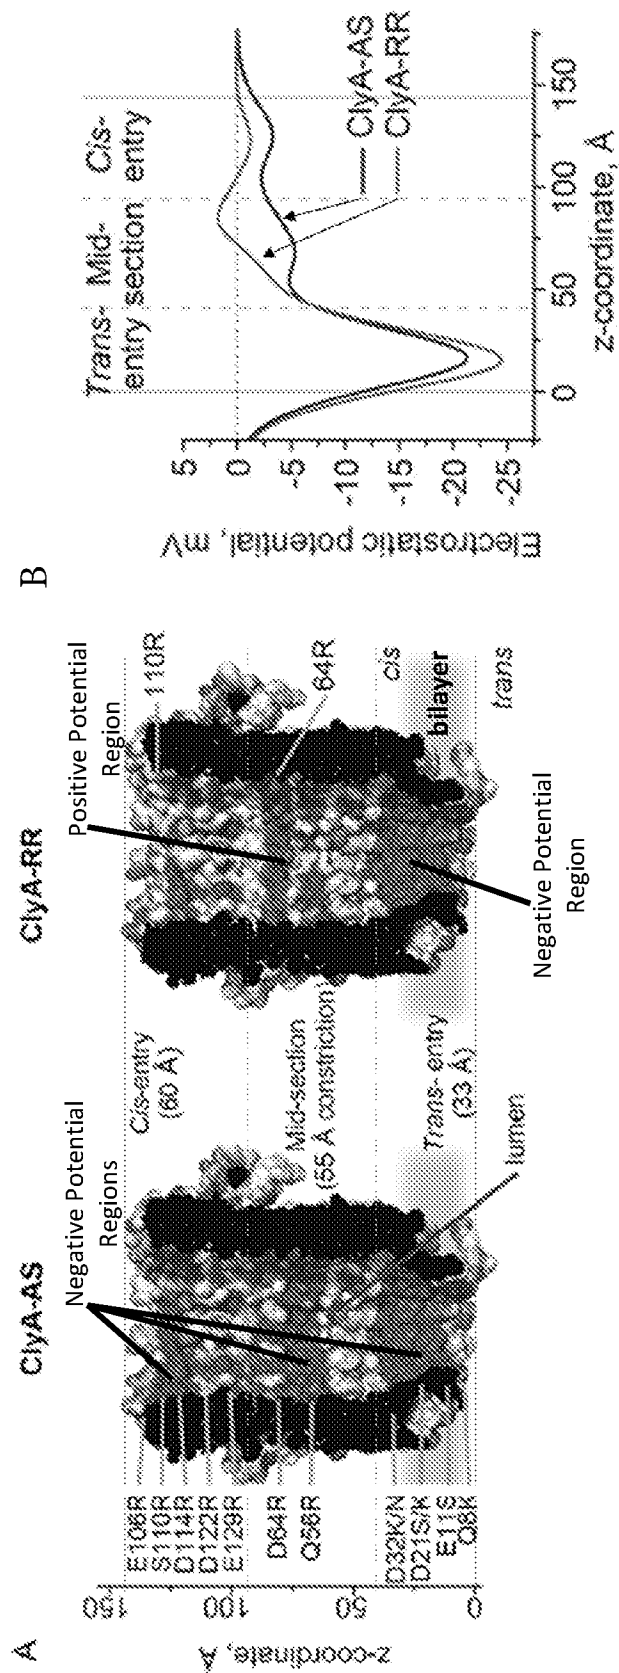 A
ClyA-AS
ClyA-RR
Negative Potential
Regions
Positive Potential
Region
z-coordinate, Å
150
100
50
0
E106R
S110R
D114R
D122R
E129R
D64R
Q56R
D32K/N
D21S/K
E11S
Q8K
Cis-entry
(60 Å)
Mid-section
(55 Å constriction)
Trans- entry
(33 Å)
lumen
110R
64R
cis
bilayer
trans
Negative Potential
Region
B
Trans-
entry
Mid-
section
Cis-
entry
Electrostatic potential, mV
5
0
-5
-10
-15
-20
-25
ClyA-AS
ClyA-RR
0
50
100
150
z-coordinate, Å